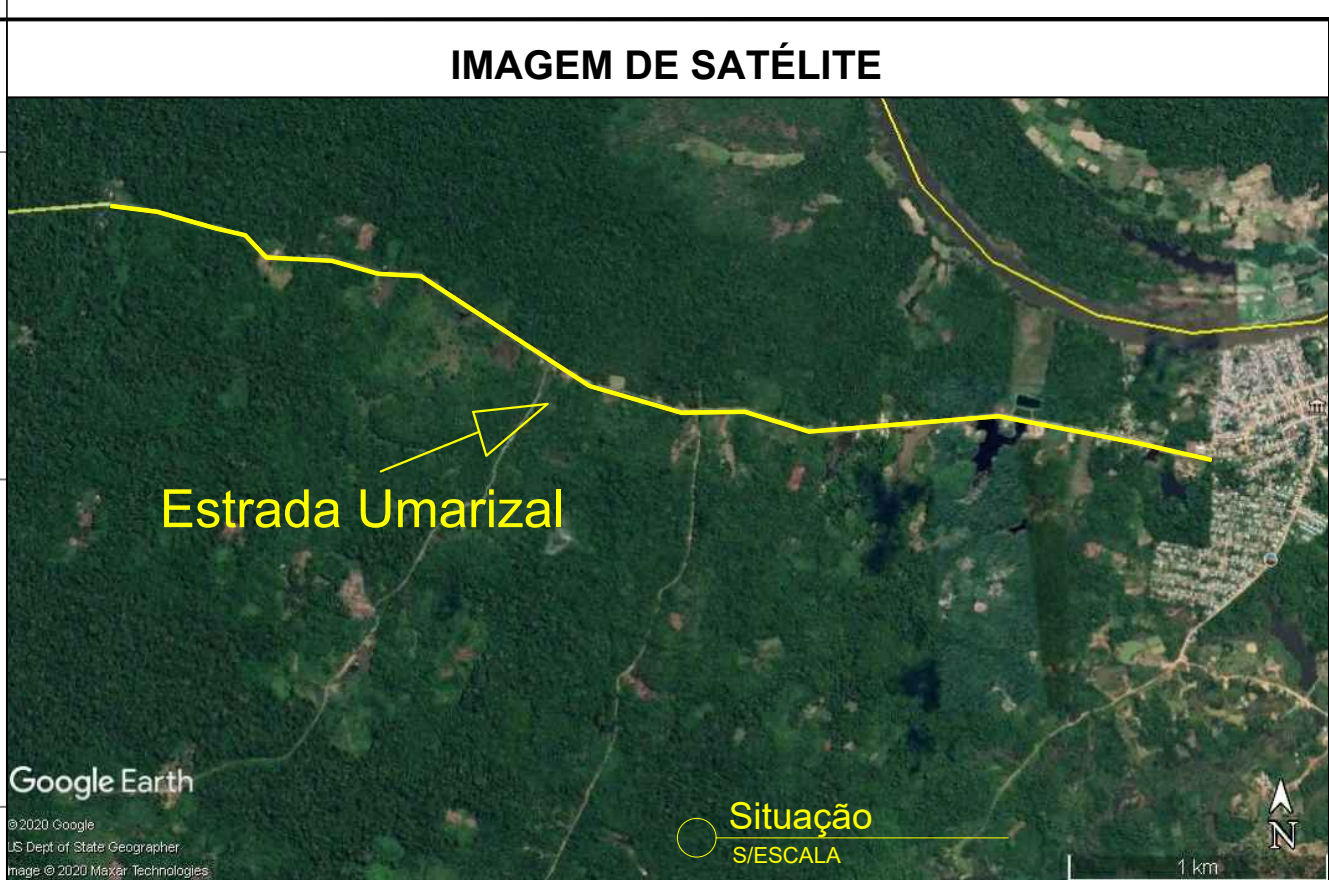 IMAGEM DE SATÉLITE
Estrada Umarizal
Google Earth
©2020 Google
US Dept of State Geographer
mage © 2020 Maxar Technologies
Situação
S/ESCALA
N
1 km